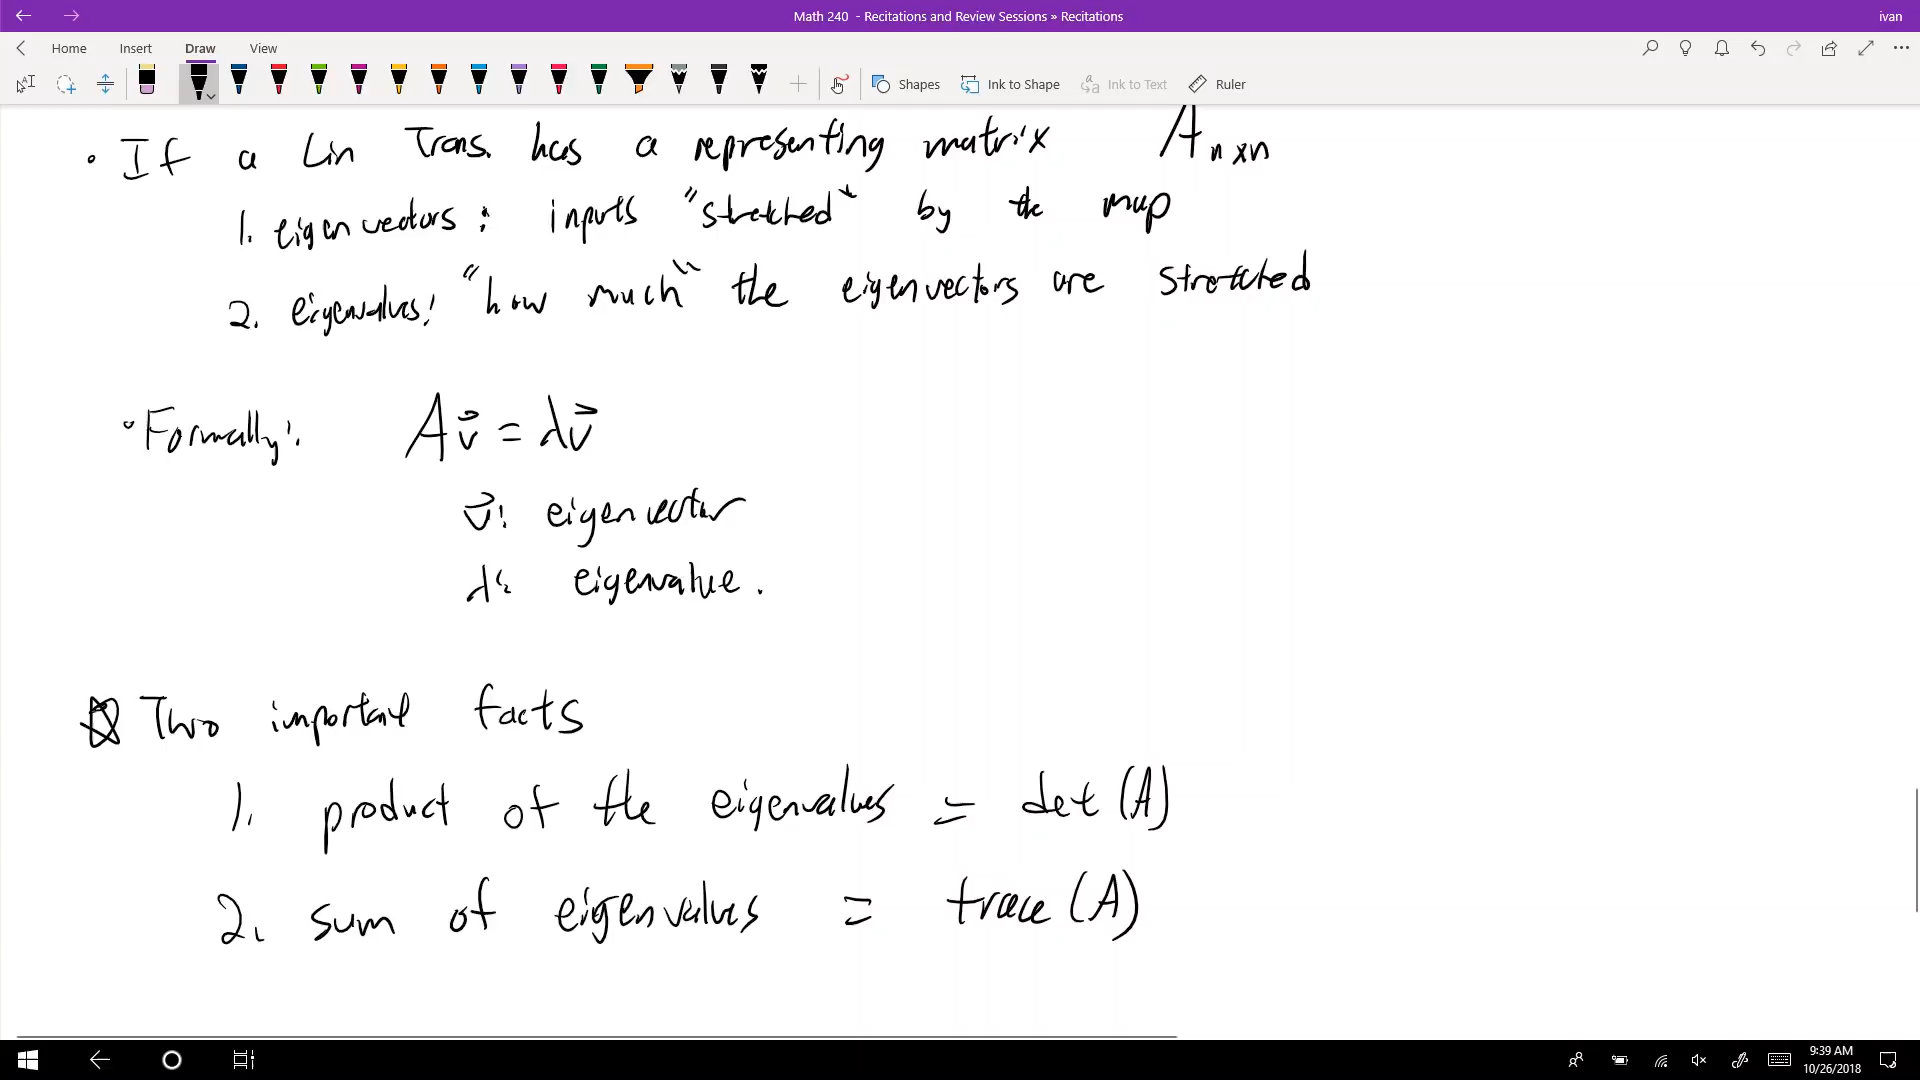 Math 240 - Recitations and Review Sessions » Recitations
ivan
Home Insert Draw View
Shapes Ink to Shape Ink to Text Ruler
• If a Lin Trans. has a representing matrix A n×n
1. eigenvectors: inputs "stretched" by the map
2. eigenvalues: "how much" the eigenvectors are stretched
• Formally: Av⃗ = λv⃗
v⃗: eigenvector
λ: eigenvalue.
☆ Two important facts
1. product of the eigenvalues = det(A)
2. sum of eigenvalues = trace(A)
9:39 AM
10/26/2018